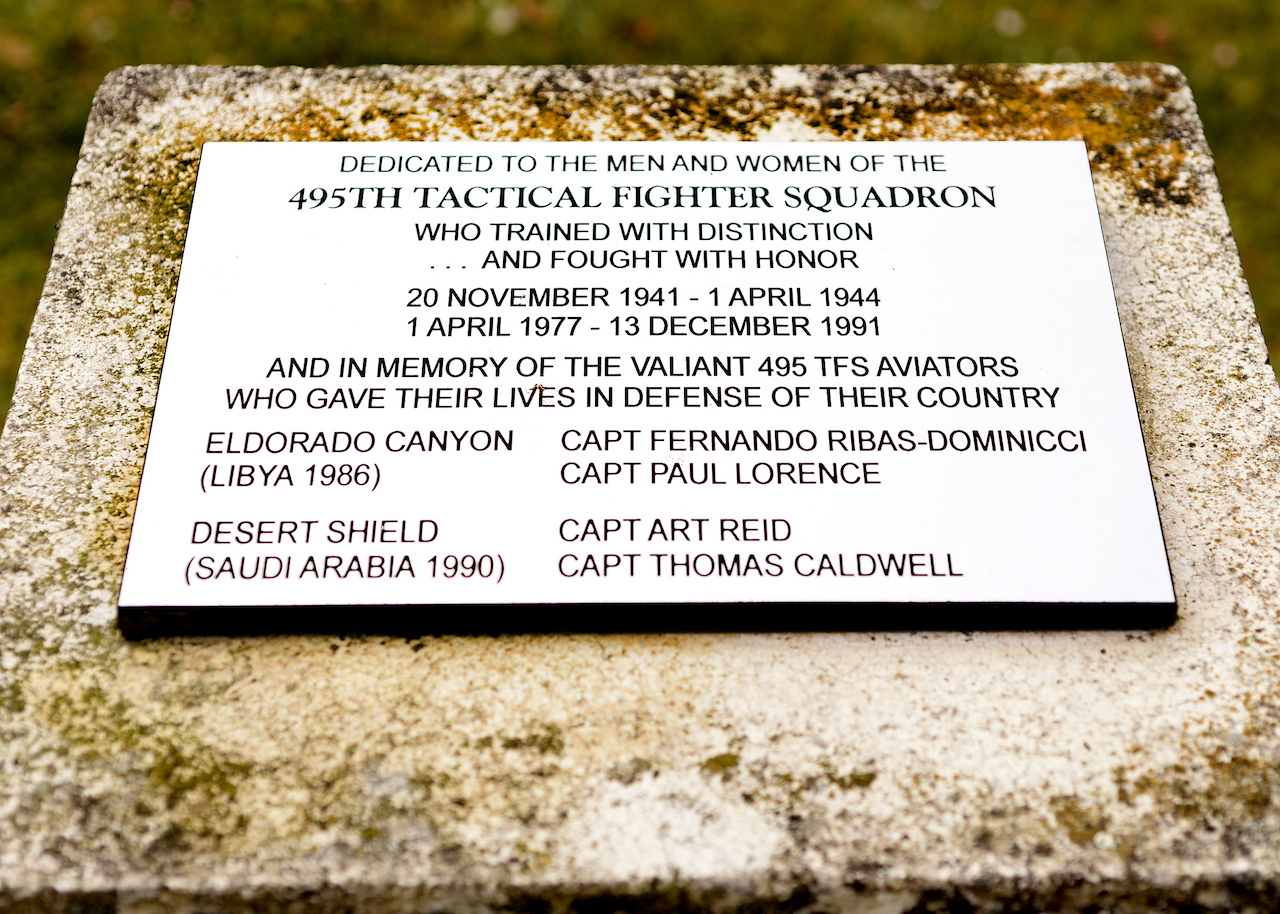 DEDICATED TO THE MEN AND WOMEN OF THE
495TH TACTICAL FIGHTER SQUADRON
WHO TRAINED WITH DISTINCTION
. . . AND FOUGHT WITH HONOR
20 NOVEMBER 1941 - 1 APRIL 1944
1 APRIL 1977 - 13 DECEMBER 1991
AND IN MEMORY OF THE VALIANT 495 TFS AVIATORS
WHO GAVE THEIR LIVES IN DEFENSE OF THEIR COUNTRY
ELDORADO CANYON CAPT FERNANDO RIBAS-DOMINICCI
(LIBYA 1986) CAPT PAUL LORENCE
DESERT SHIELD CAPT ART REID
(SAUDI ARABIA 1990) CAPT THOMAS CALDWELL